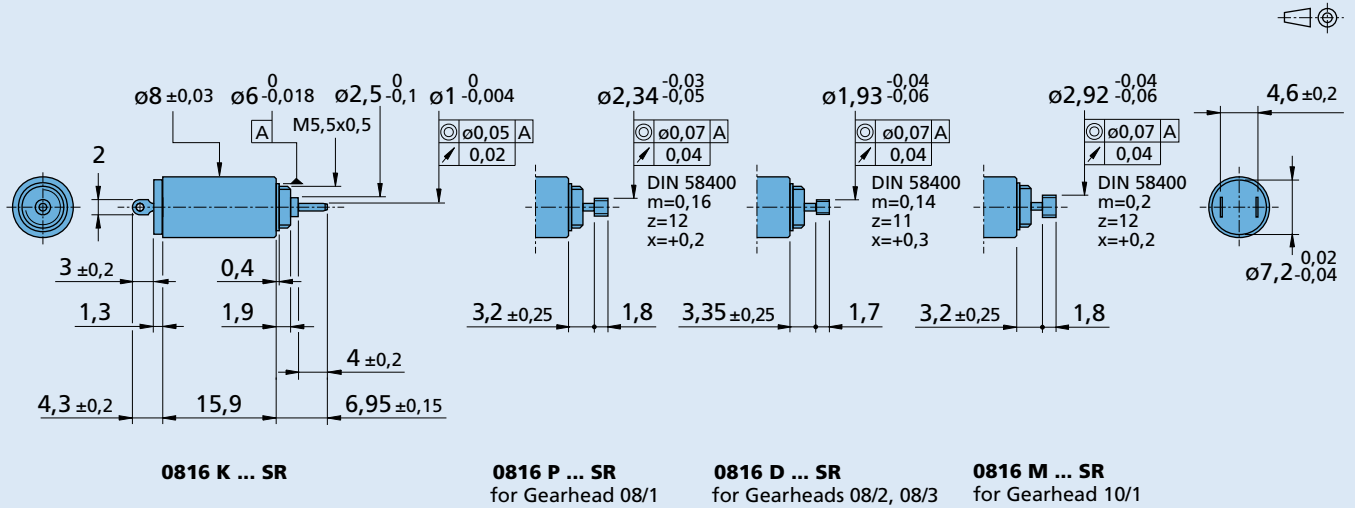 ø8 ±0,03
ø6 0 -0,018
A
ø2,5 0 -0,1
M5,5x0,5
ø1 0 -0,004
ø0,05 A
0,02
2
3 ±0,2
0,4
1,3
1,9
4 ±0,2
4,3 ±0,2
15,9
6,95 ±0,15
0816 K ... SR
ø2,34 -0,03 -0,05
ø0,07 A
0,04
DIN 58400
m=0,16
z=12
x=+0,2
3,2 ±0,25
1,8
0816 P ... SR
for Gearhead 08/1
ø1,93 -0,04 -0,06
ø0,07 A
0,04
DIN 58400
m=0,14
z=11
x=+0,3
3,35 ±0,25
1,7
0816 D ... SR
for Gearheads 08/2, 08/3
ø2,92 -0,04 -0,06
ø0,07 A
0,04
DIN 58400
m=0,2
z=12
x=+0,2
3,2 ±0,25
1,8
0816 M ... SR
for Gearhead 10/1
4,6 ±0,2
ø7,2 0,02 -0,04